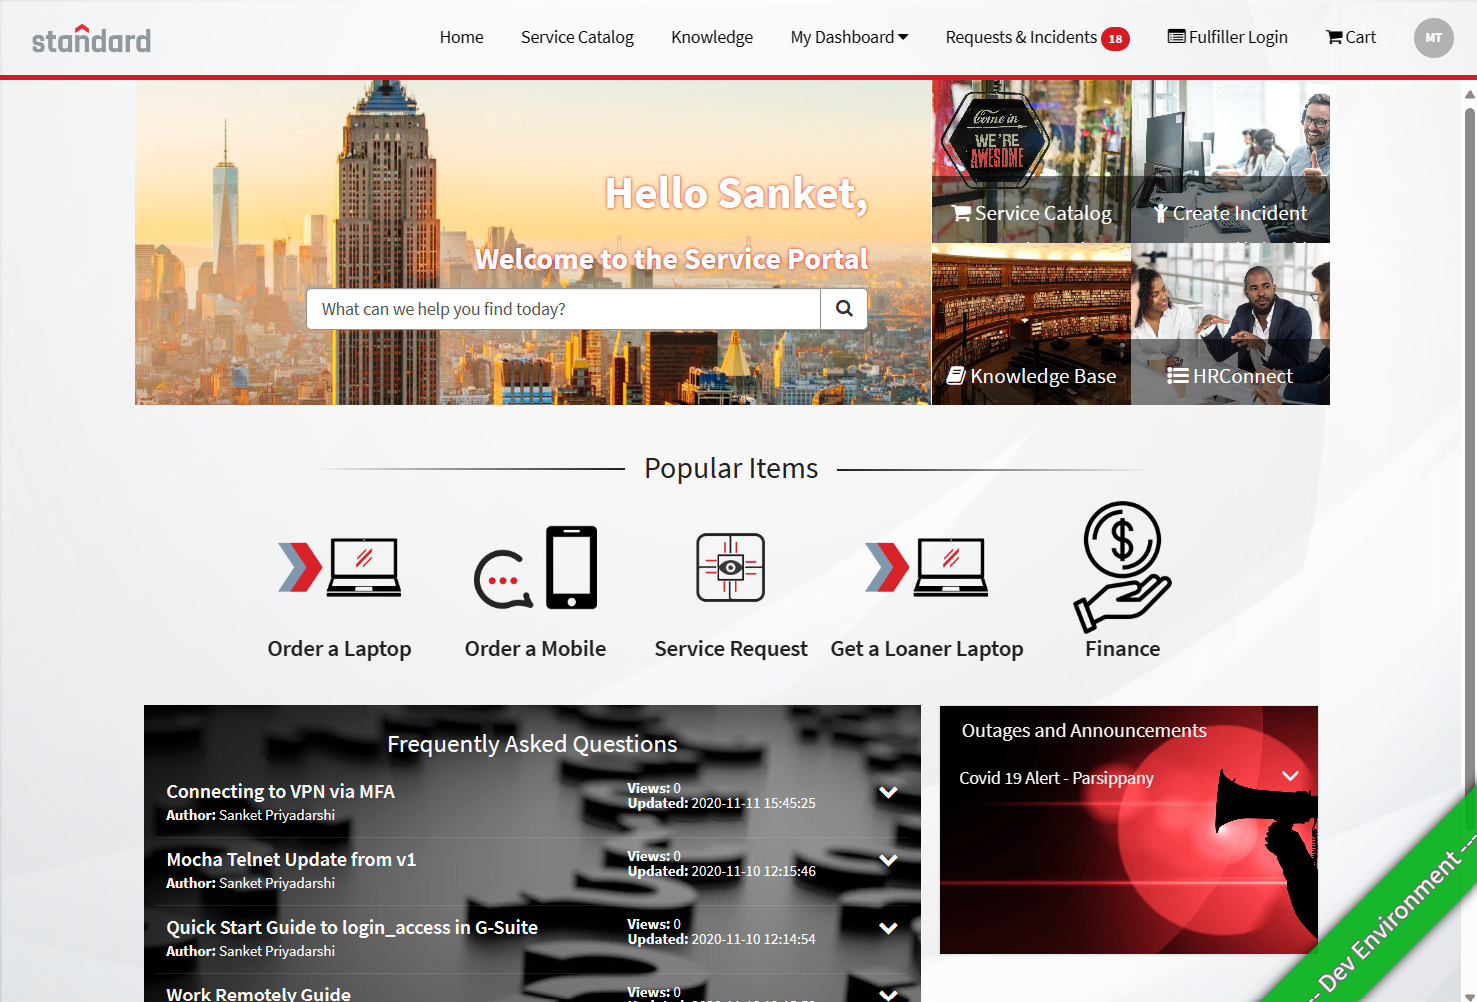 standard
Home
Service Catalog
Knowledge
My Dashboard
Requests & Incidents 18
Fulfiller Login
Cart
MT
Come in
WE'RE
AWESOME
Hello Sanket,
Welcome to the Service Portal
What can we help you find today?
Service Catalog
Create Incident
Knowledge Base
HRConnect
Popular Items
Order a Laptop
Order a Mobile
Service Request
Get a Loaner Laptop
Finance
Frequently Asked Questions
Connecting to VPN via MFA
Author: Sanket Priyadarshi
Views: 0
Updated: 2020-11-11 15:45:25
Mocha Telnet Update from v1
Author: Sanket Priyadarshi
Views: 0
Updated: 2020-11-10 12:15:46
Quick Start Guide to login_access in G-Suite
Author: Sanket Priyadarshi
Views: 0
Updated: 2020-11-10 12:14:54
Work Remotely Guide
Views: 0
Outages and Announcements
Covid 19 Alert - Parsippany
-- Dev Environment ---